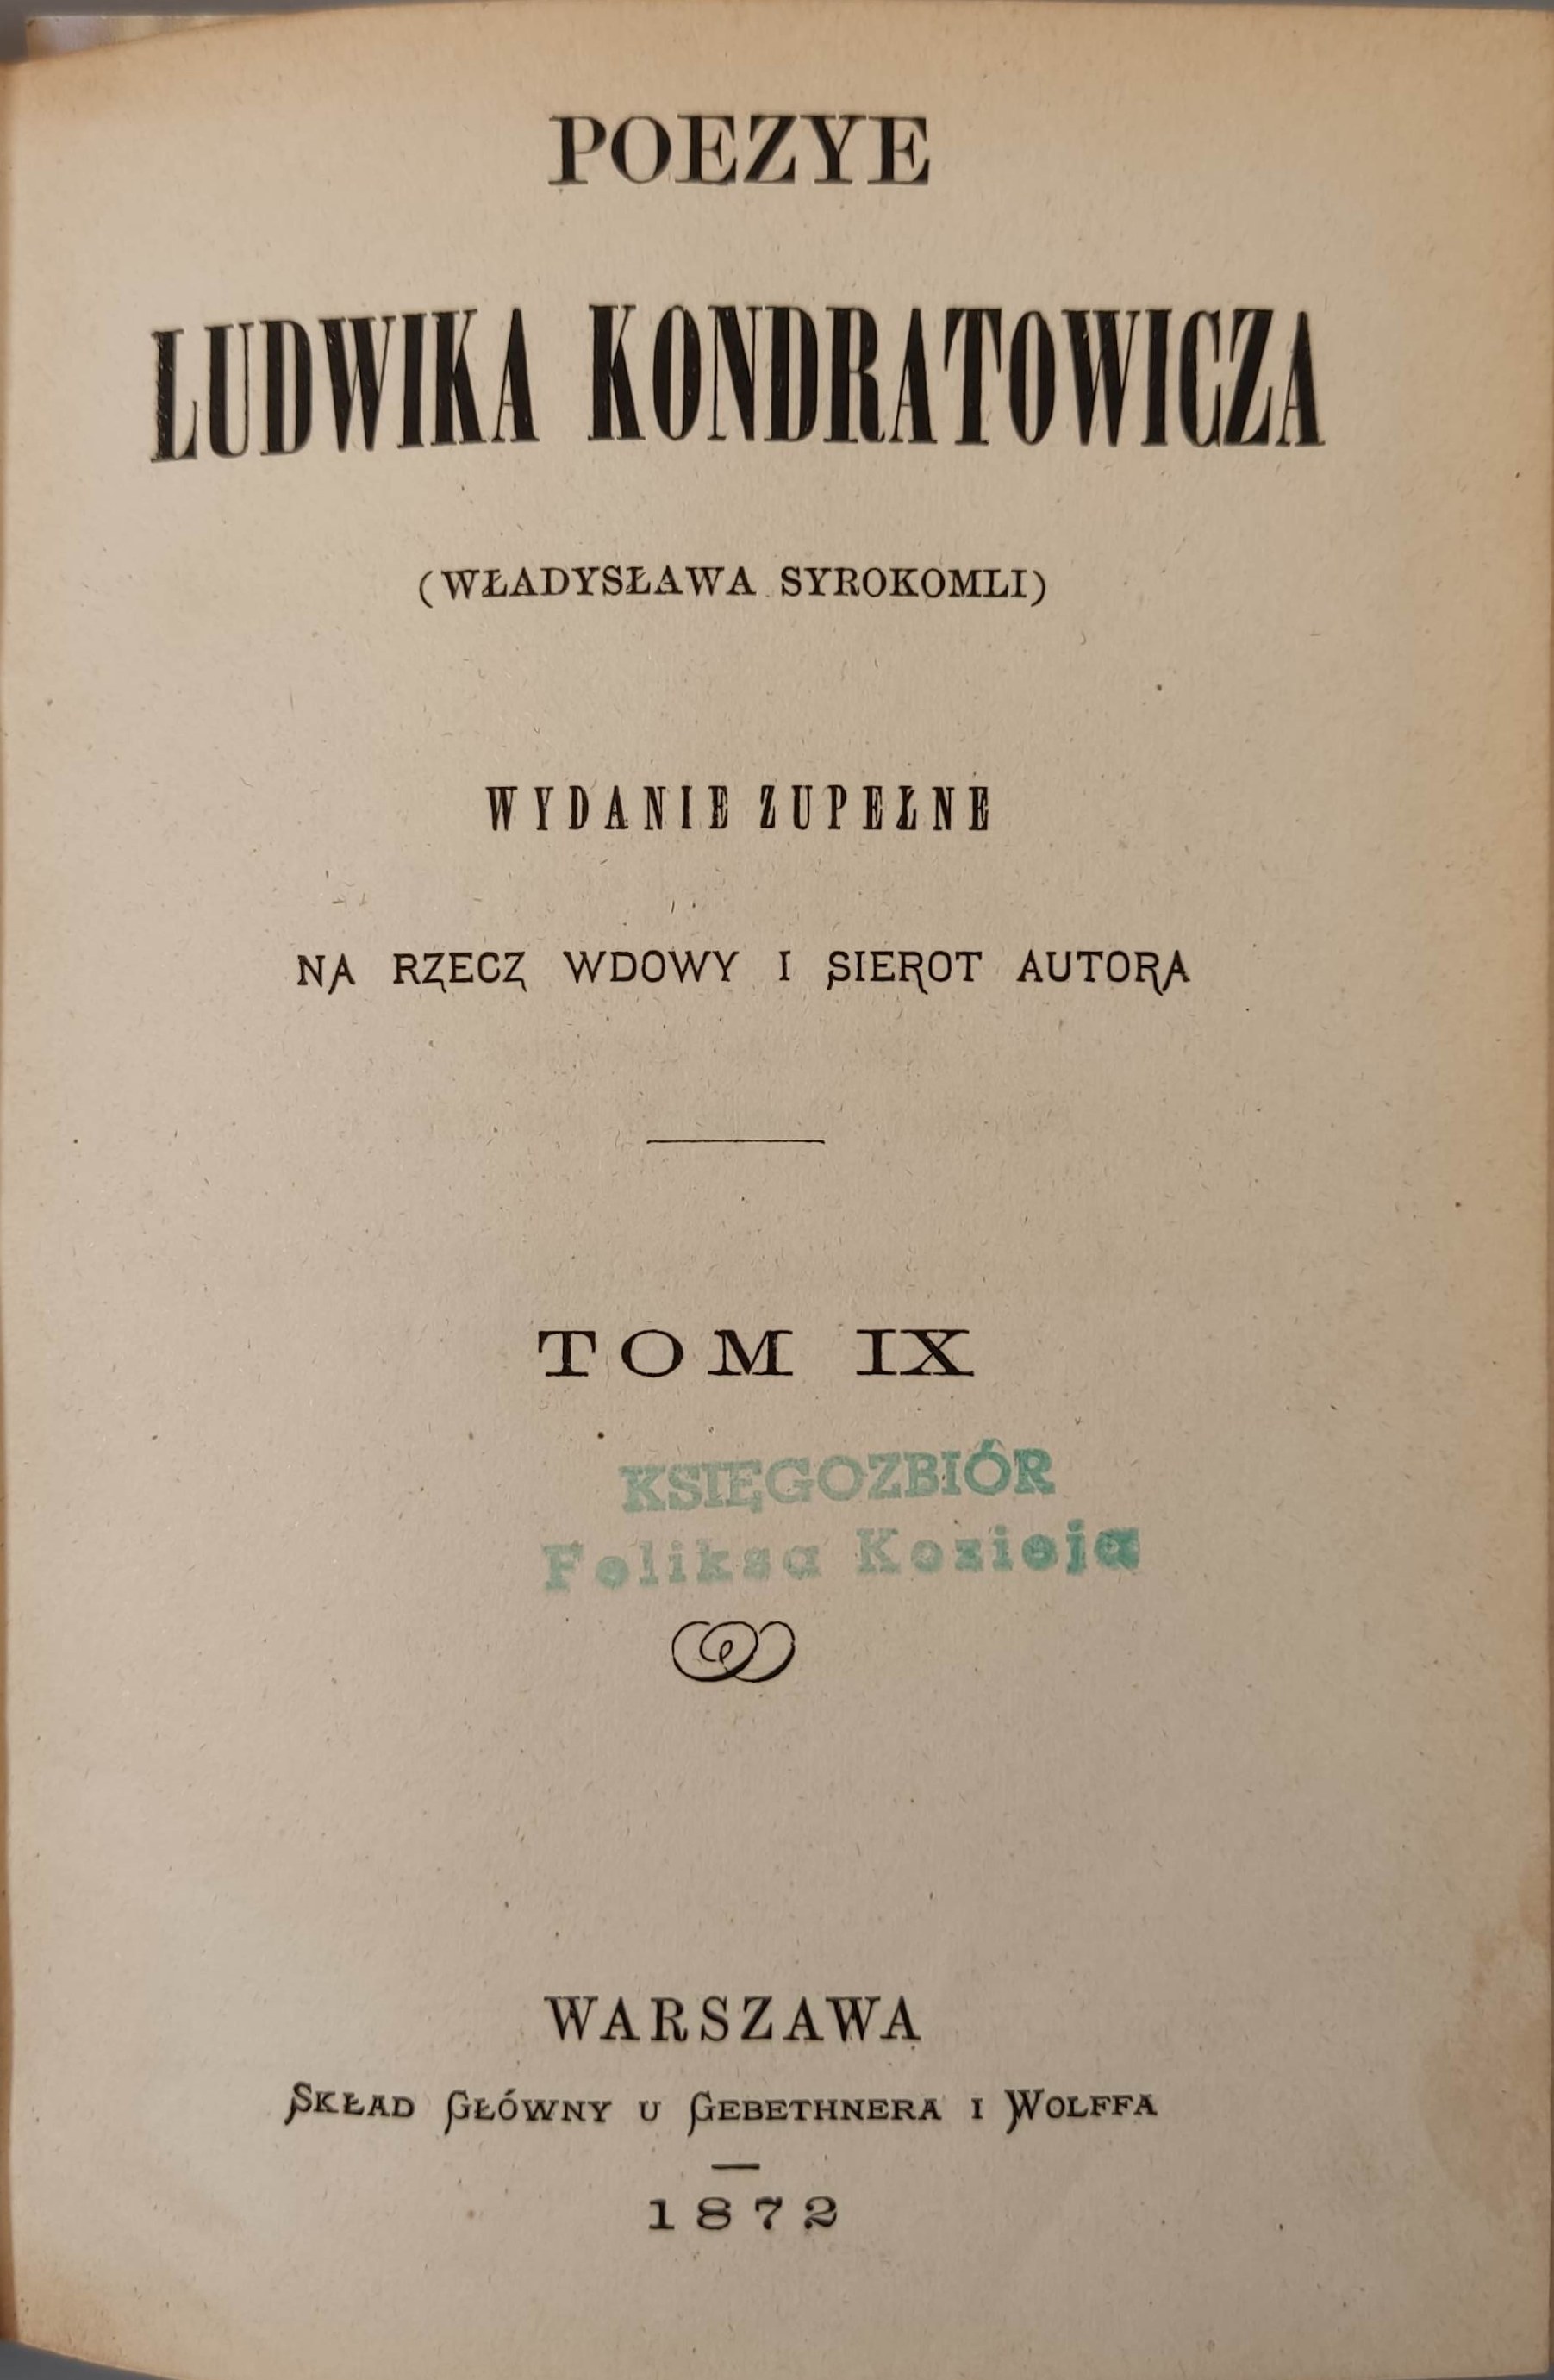 POEZYE
LUDWIKA KONDRATOWICZA
(WŁADYSŁAWA SYROKOMLI)
WYDANIE ZUPEŁNE
NA RZECZ WDOWY I SIEROT AUTORA
TOM IX
KSIĘGOZBIÓR
Feliksa Kozieja
WARSZAWA
SKŁAD GŁÓWNY U GEBETHNERA I WOLFFA
1872